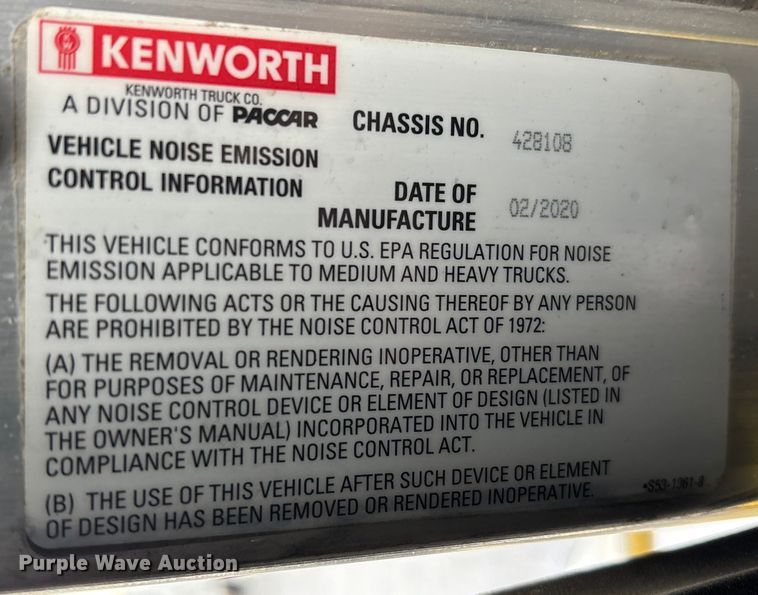 KENWORTH
KENWORTH TRUCK CO.
A DIVISION OF PACCAR
CHASSIS NO. 428108
VEHICLE NOISE EMISSION
CONTROL INFORMATION
DATE OF
MANUFACTURE 02/2020
THIS VEHICLE CONFORMS TO U.S. EPA REGULATION FOR NOISE
EMISSION APPLICABLE TO MEDIUM AND HEAVY TRUCKS.
THE FOLLOWING ACTS OR THE CAUSING THEREOF BY ANY PERSON
ARE PROHIBITED BY THE NOISE CONTROL ACT OF 1972:
(A) THE REMOVAL OR RENDERING INOPERATIVE, OTHER THAN
FOR PURPOSES OF MAINTENANCE, REPAIR, OR REPLACEMENT, OF
ANY NOISE CONTROL DEVICE OR ELEMENT OF DESIGN (LISTED IN
THE OWNER'S MANUAL) INCORPORATED INTO THE VEHICLE IN
COMPLIANCE WITH THE NOISE CONTROL ACT.
(B) THE USE OF THIS VEHICLE AFTER SUCH DEVICE OR ELEMENT
OF DESIGN HAS BEEN REMOVED OR RENDERED INOPERATIVE.
Purple Wave Auction